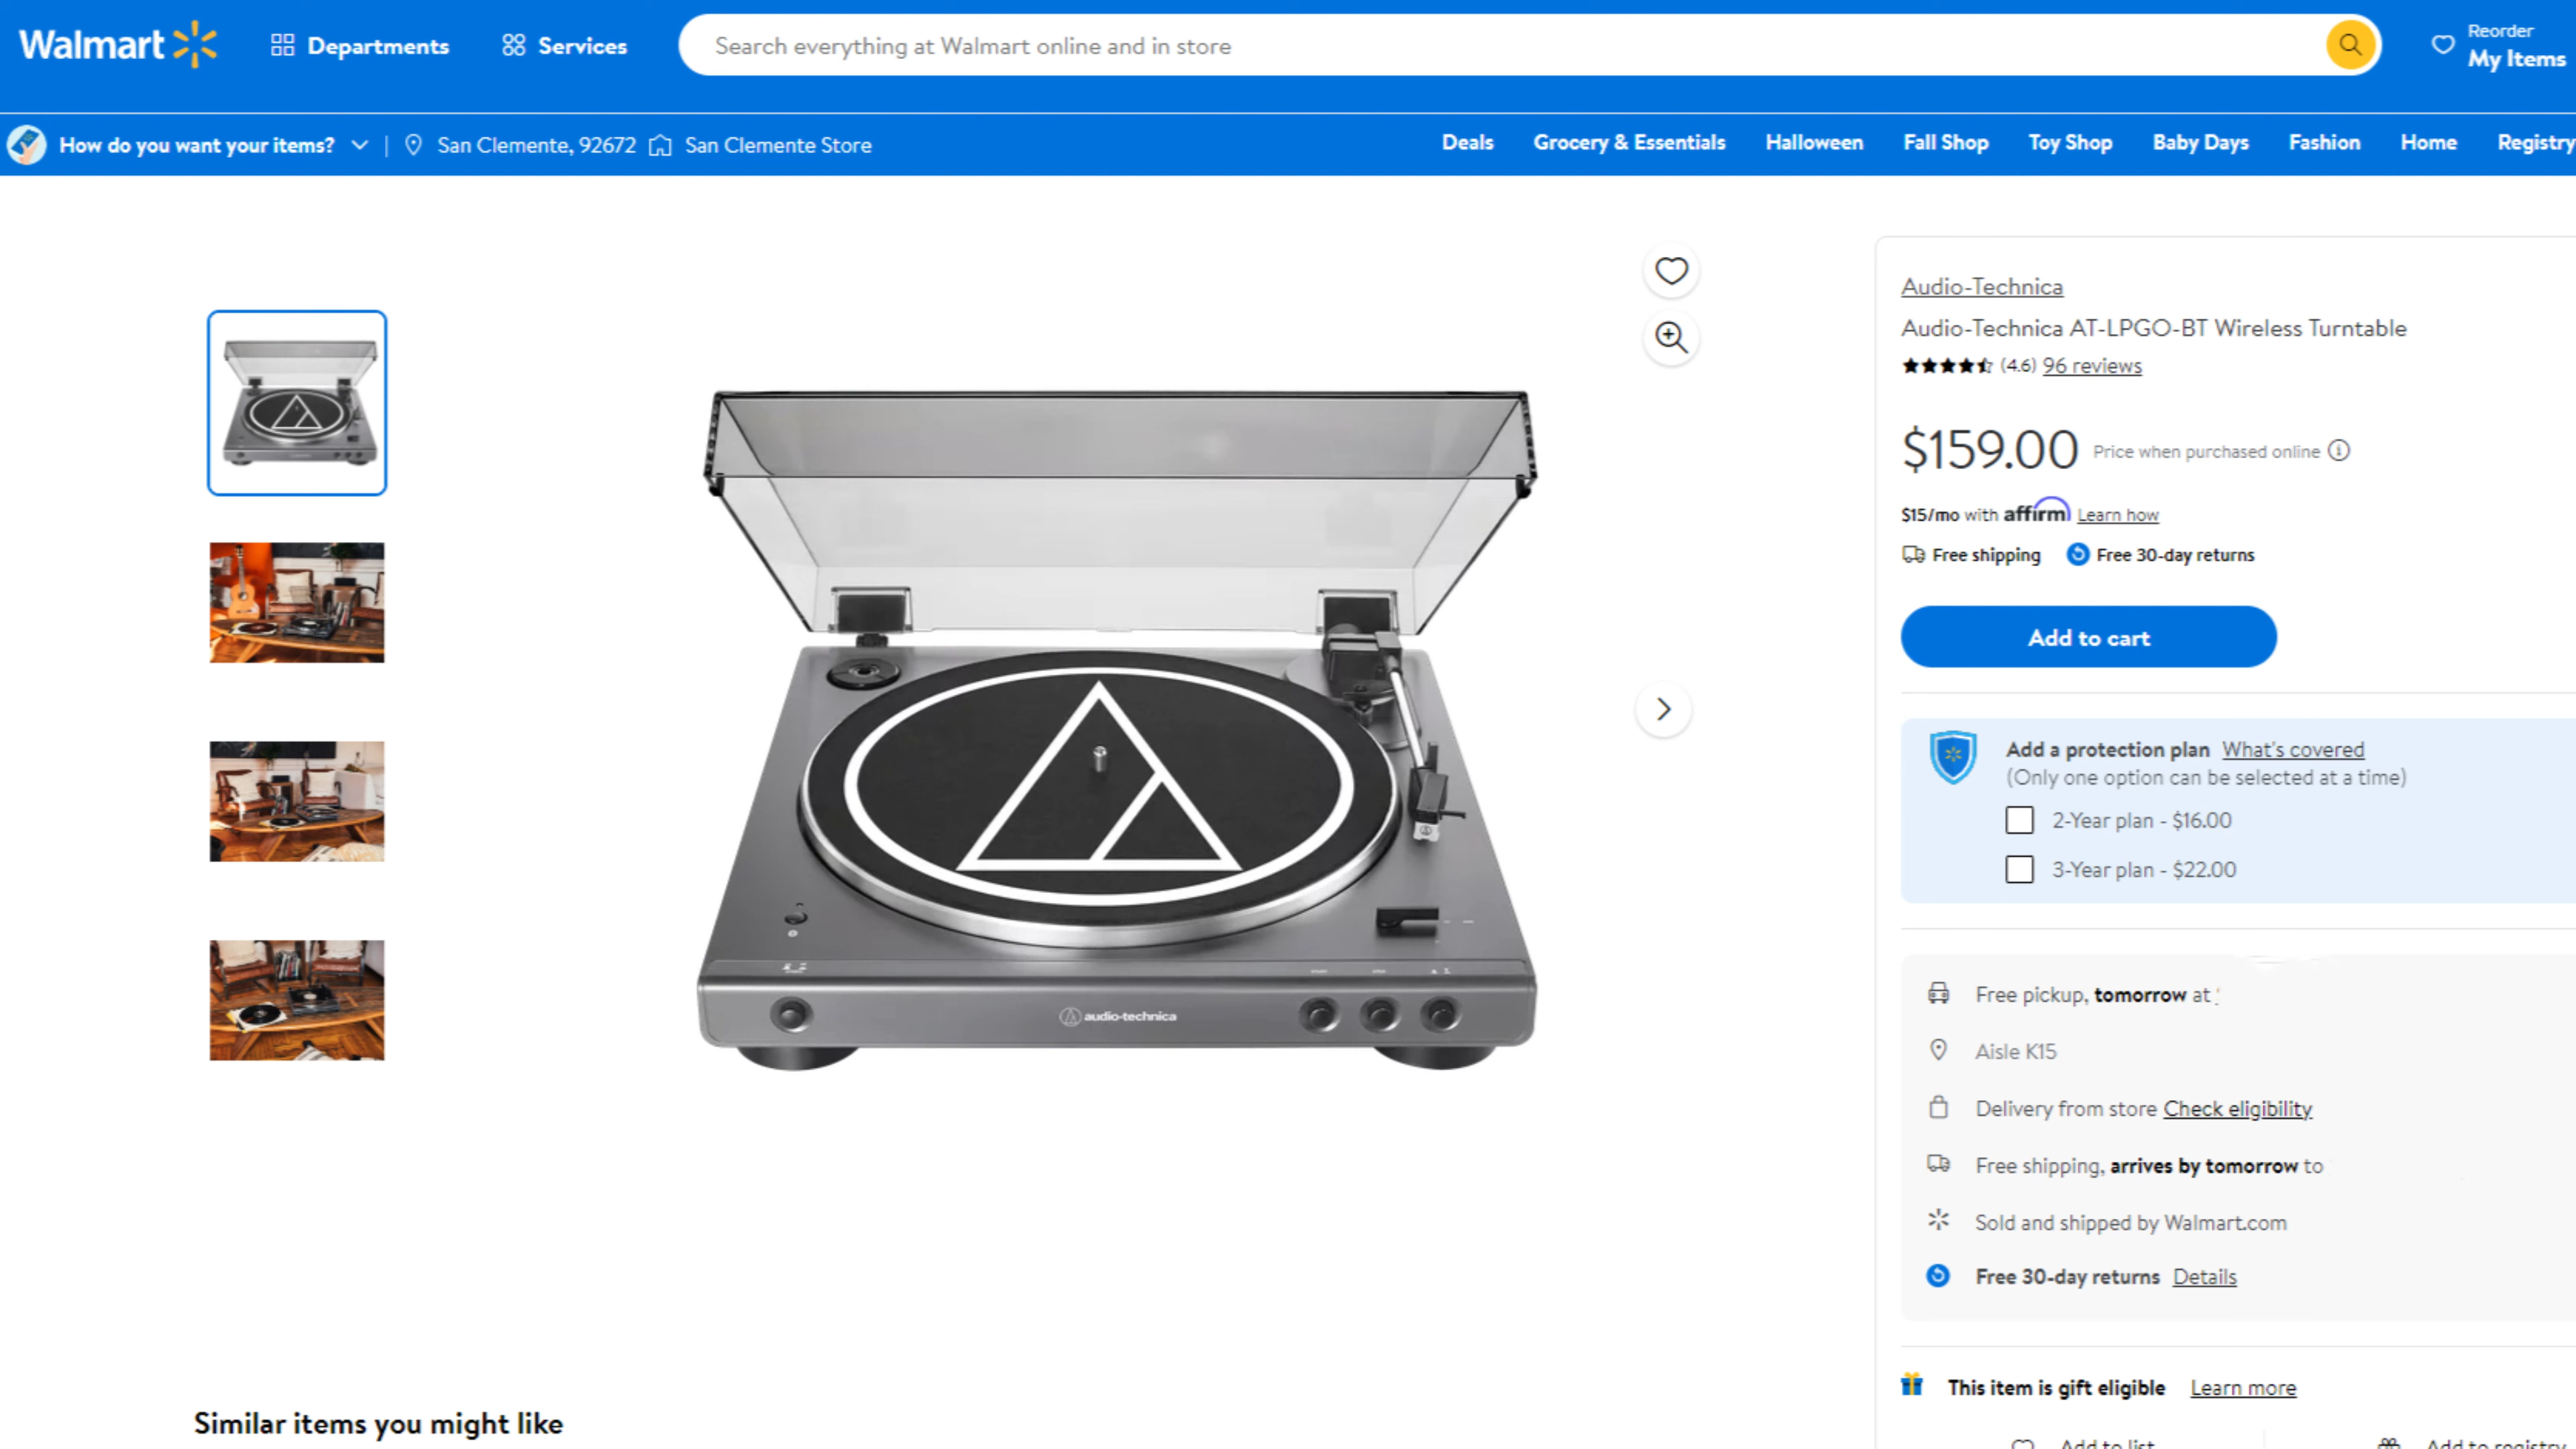 Walmart
Departments
Services
Search everything at Walmart online and in store
Reorder
My Items
How do you want your items?
San Clemente, 92672
San Clemente Store
Deals
Grocery & Essentials
Halloween
Fall Shop
Toy Shop
Baby Days
Fashion
Home
Registry
Audio-Technica
Audio-Technica AT-LPGO-BT Wireless Turntable
(4.6) 96 reviews
$159.00 Price when purchased online
$15/mo with affirm Learn how
Free shipping
Free 30-day returns
Add to cart
Add a protection plan What's covered
(Only one option can be selected at a time)
2-Year plan - $16.00
3-Year plan - $22.00
audio-technica
Free pickup, tomorrow at
Aisle K15
Delivery from store Check eligibility
Free shipping, arrives by tomorrow to
Sold and shipped by Walmart.com
Free 30-day returns Details
This item is gift eligible Learn more
Similar items you might like
Add to list
Add to registry